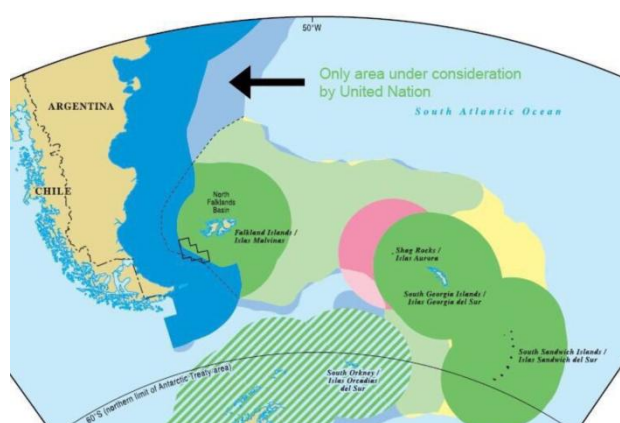 50°W
Only area under consideration
by United Nation
ARGENTINA
South Atlantic Ocean
CHILE
North
Falklands
Basin
Falkland Islands /
Islas Malvinas
Shag Rocks /
Islas Aurora
South Georgia Islands /
Islas Georgia del Sur
South Sandwich Islands /
Islas Sandwich del Sur
South Orkney /
Islas Orcadas
del Sur
60°S (northern limit of Antarctic Treaty area)